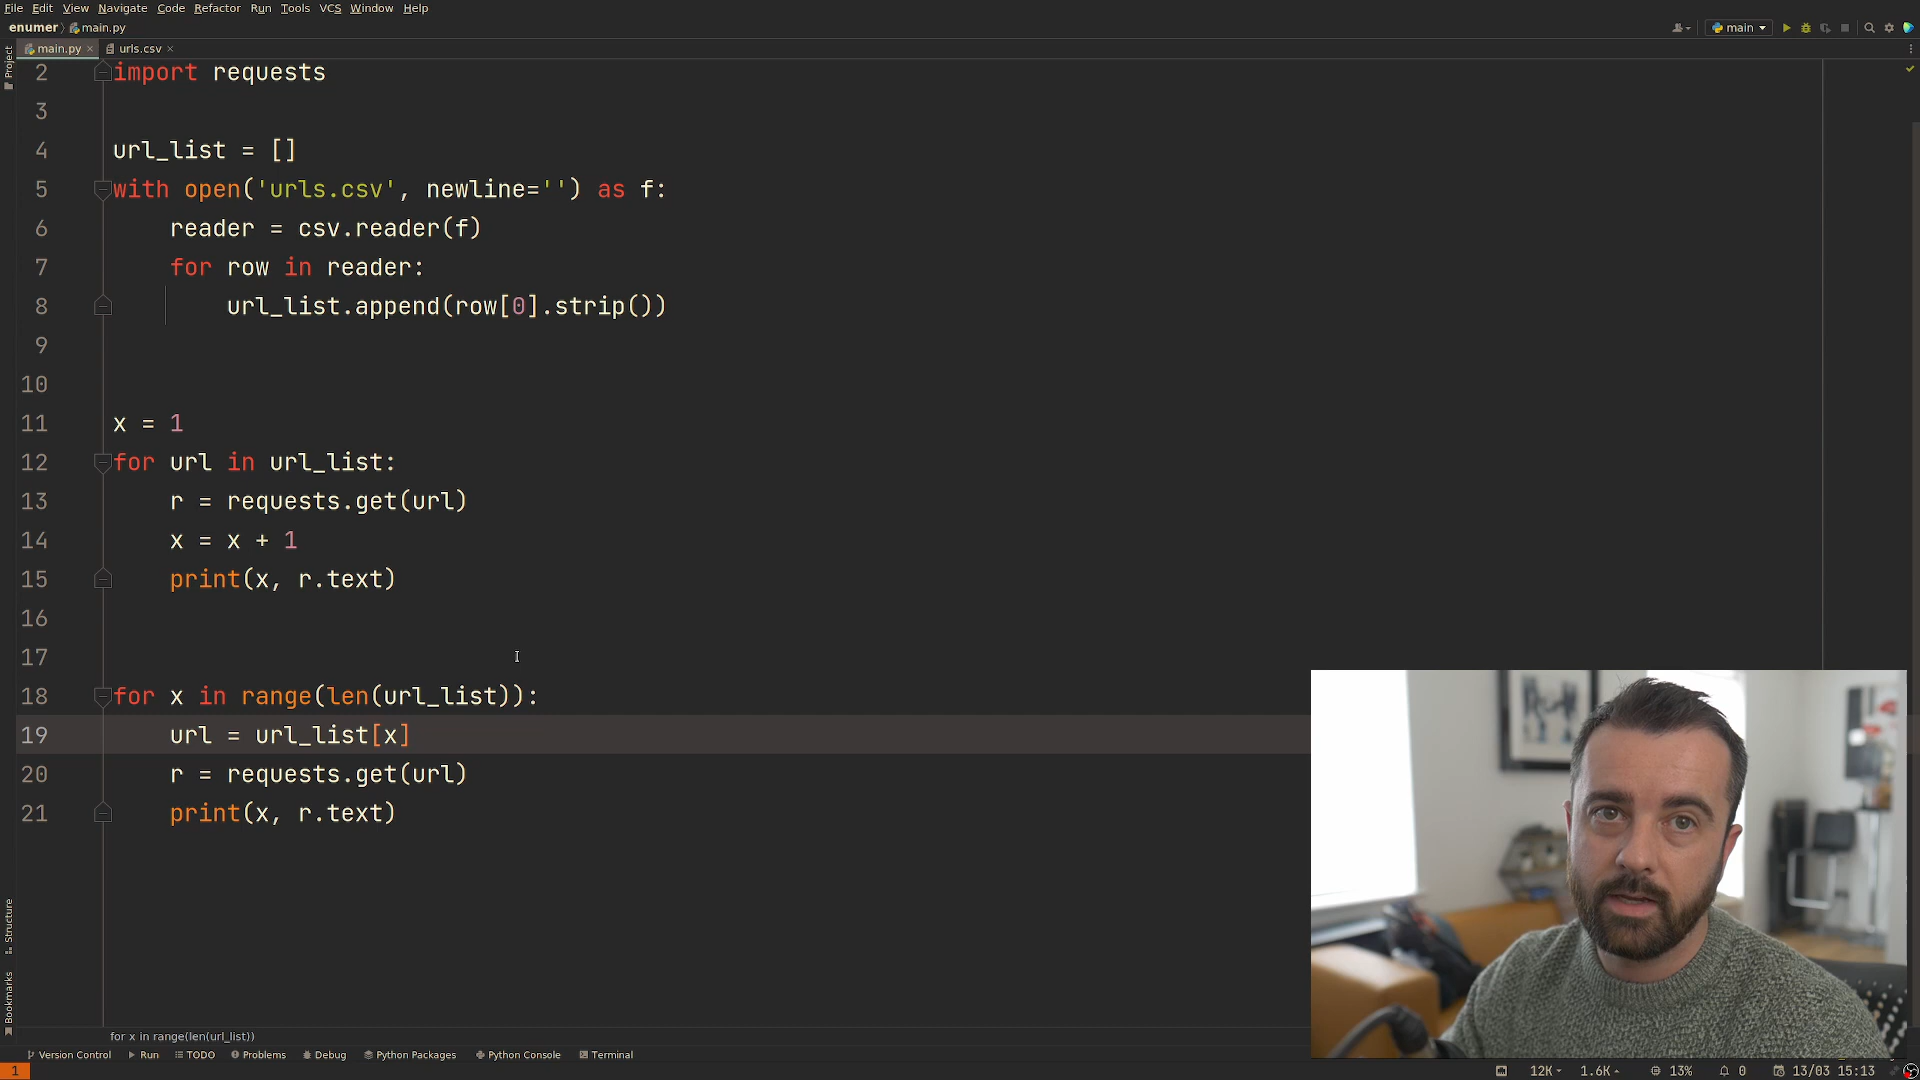 File Edit View Navigate Code Refactor Run Tools VCS Window Help
enumer main.py
main
main.py urls.csv
Project
2 import requests
3
4 url_list = []
5 with open('urls.csv', newline='') as f:
6 reader = csv.reader(f)
7 for row in reader:
8 url_list.append(row[0].strip())
9
10
11 x = 1
12 for url in url_list:
13 r = requests.get(url)
14 x = x + 1
15 print(x, r.text)
16
17
18 for x in range(len(url_list)):
19 url = url_list[x]
20 r = requests.get(url)
21 print(x, r.text)
Structure
Bookmarks
for x in range(len(url_list))
Version Control Run TODO Problems Debug Python Packages Python Console Terminal
1 12K 1.6K 13% 0 13/03 15:13